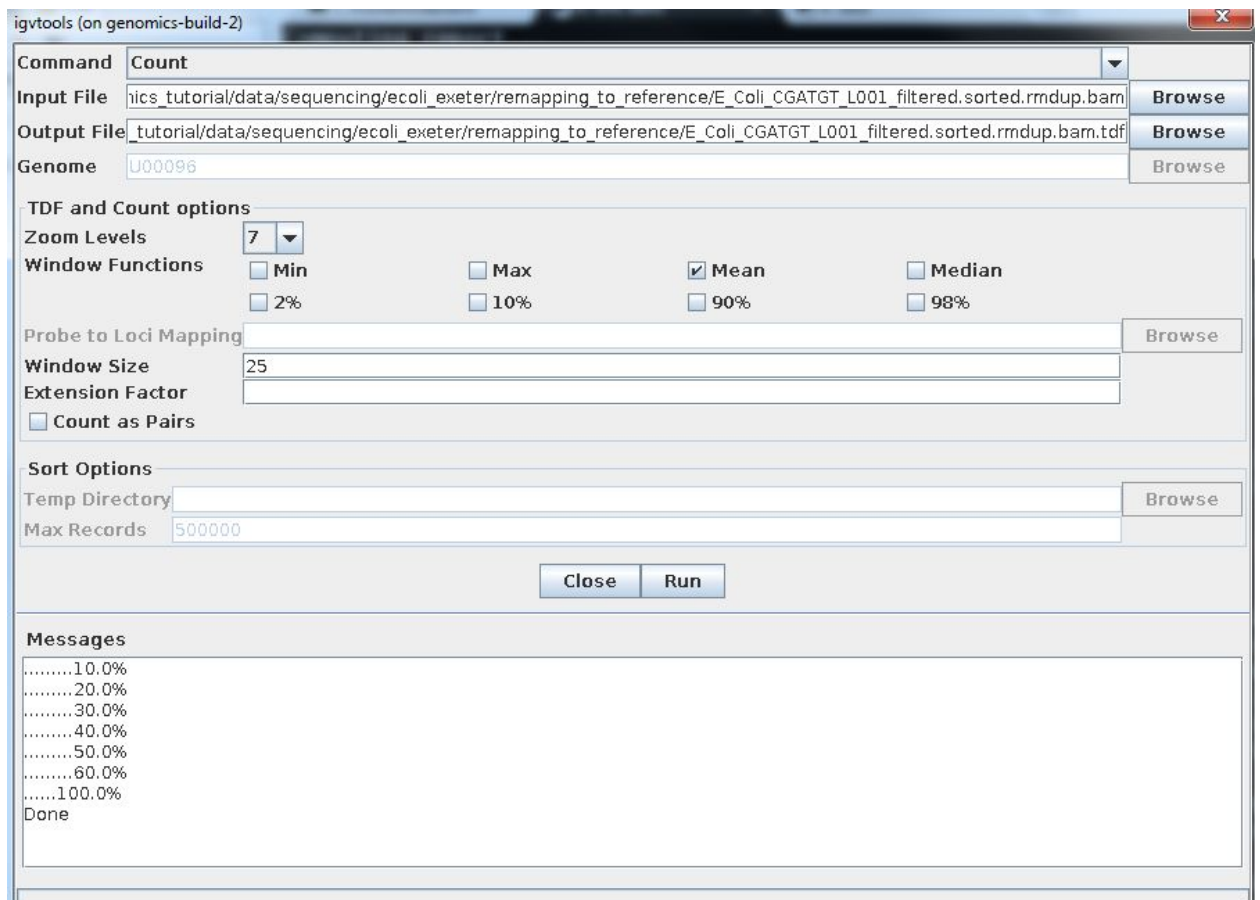 igvtools (on genomics-build-2)
Command Count
Input File nics_tutorial/data/sequencing/ecoli_exeter/remapping_to_reference/E_Coli_CGATGT_L001_filtered.sorted.rmdup.bam Browse
Output File _tutorial/data/sequencing/ecoli_exeter/remapping_to_reference/E_Coli_CGATGT_L001_filtered.sorted.rmdup.bam.tdf Browse
Genome U00096 Browse
TDF and Count options
Zoom Levels 7
Window Functions Min Max Mean Median
2% 10% 90% 98%
Probe to Loci Mapping Browse
Window Size 25
Extension Factor
Count as Pairs
Sort Options
Temp Directory Browse
Max Records 500000
Close Run
Messages
.........10.0%
.........20.0%
.........30.0%
.........40.0%
.........50.0%
.........60.0%
......100.0%
Done